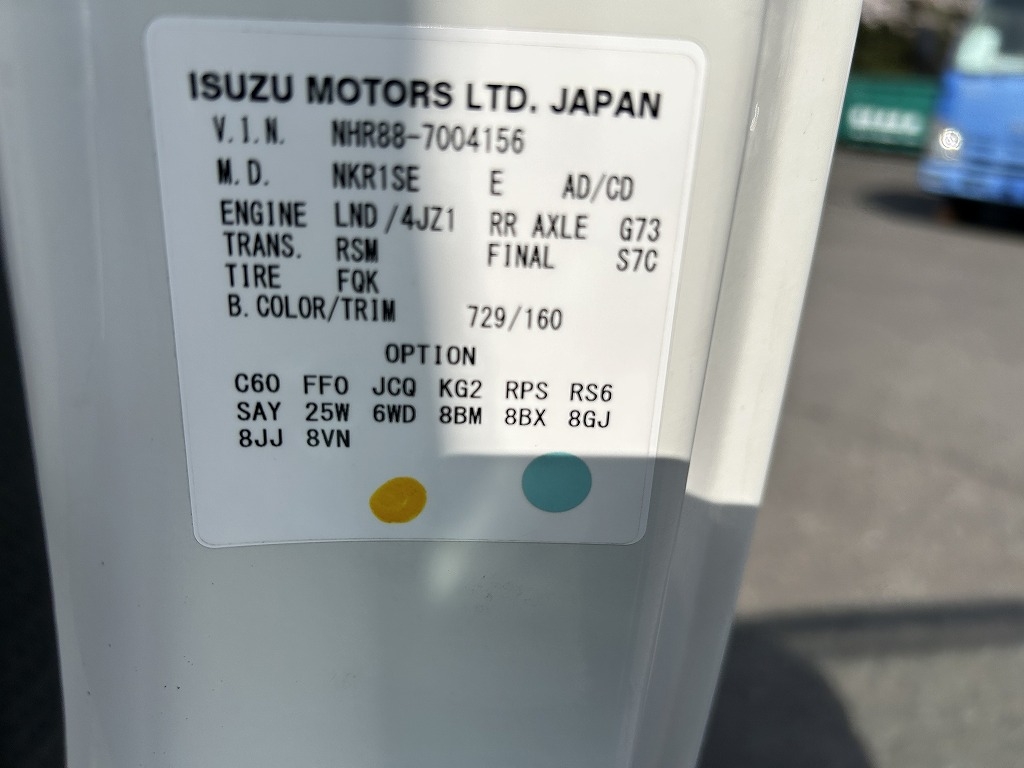 ISUZU MOTORS LTD. JAPAN
V.I.N. NHR88-7004156
M.D. NKR1SE E AD/CD
ENGINE LND/4JZ1 RR AXLE G73
TRANS. RSM FINAL S7C
TIRE FQK
B.COLOR/TRIM 729/160
OPTION
C60 FF0 JCQ KG2 RPS RS6
SAY 25W 6WD 8BM 8BX 8GJ
8JJ 8VN